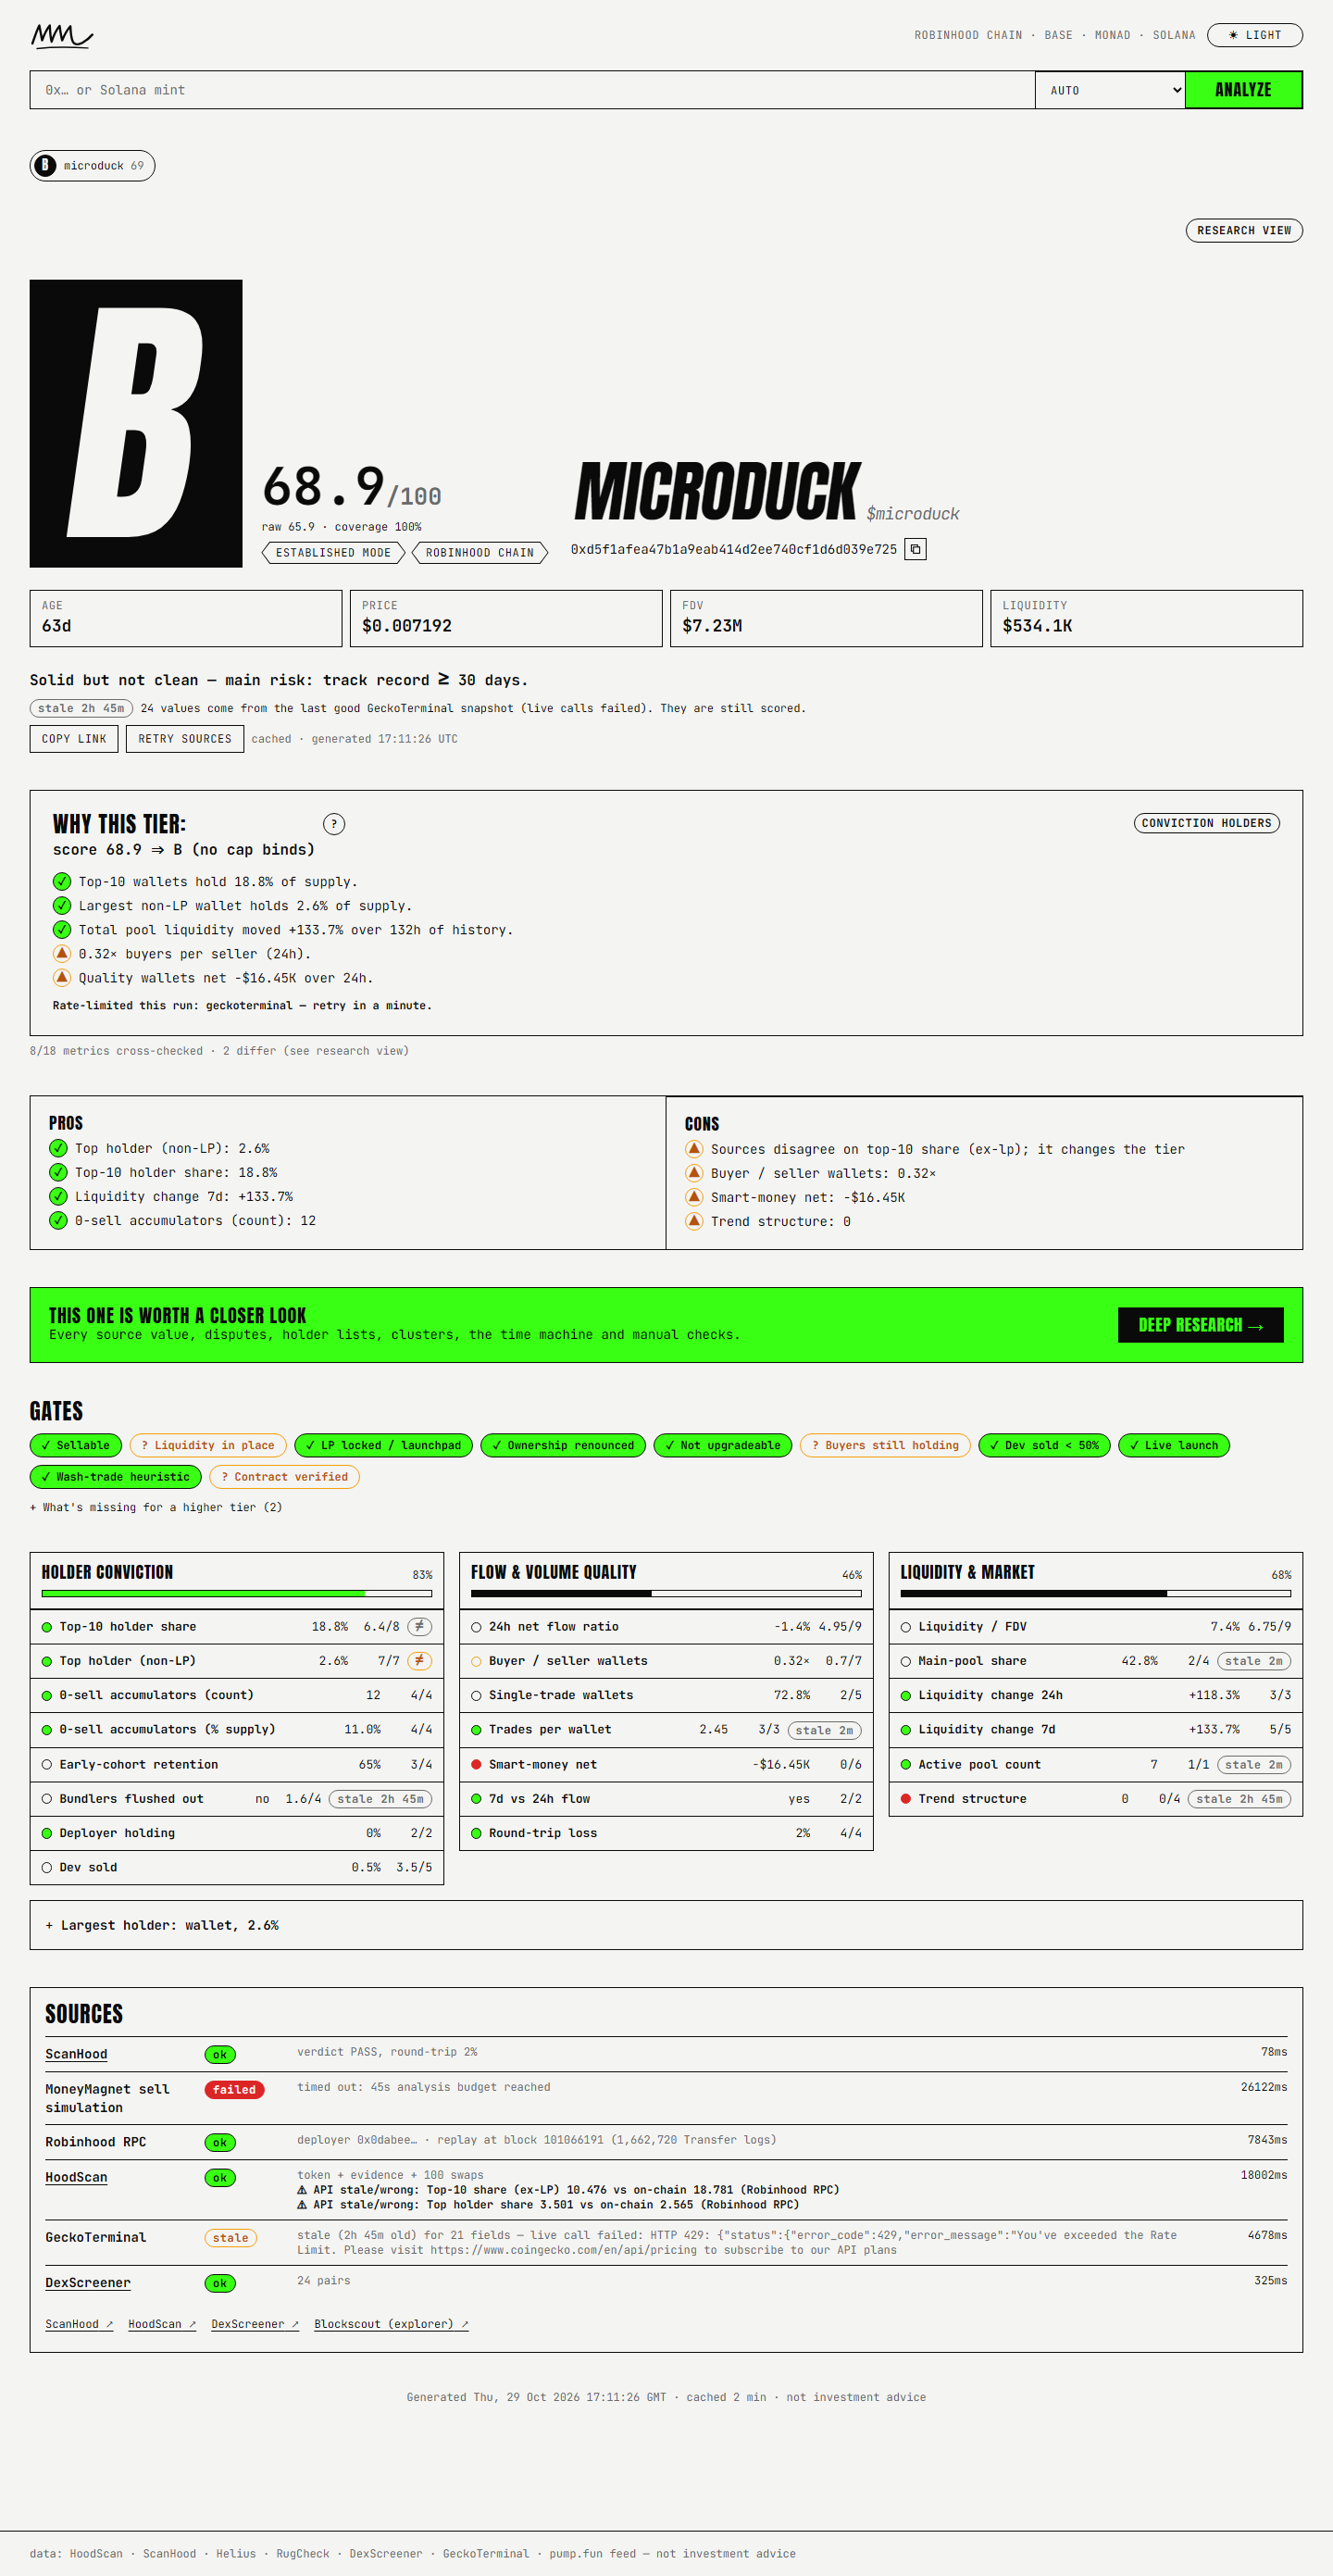 ROBINHOOD CHAIN · BASE · MONAD · SOLANA
☀ LIGHT
0x… or Solana mint
AUTO
ANALYZE
B microduck 69
RESEARCH VIEW
B
68.9/100
raw 65.9 · coverage 100%
ESTABLISHED MODE
ROBINHOOD CHAIN
MICRODUCK $microduck
0xd5f1afea47b1a9eab414d2ee740cf1d6d039e725
AGE
63d
PRICE
$0.007192
FDV
$7.23M
LIQUIDITY
$534.1K
Solid but not clean — main risk: track record ≥ 30 days.
stale 2h 45m 24 values come from the last good GeckoTerminal snapshot (live calls failed). They are still scored.
COPY LINK
RETRY SOURCES
cached · generated 17:11:26 UTC
WHY THIS TIER:
?
CONVICTION HOLDERS
score 68.9 ⇒ B (no cap binds)
✓ Top-10 wallets hold 18.8% of supply.
✓ Largest non-LP wallet holds 2.6% of supply.
✓ Total pool liquidity moved +133.7% over 132h of history.
▲ 0.32× buyers per seller (24h).
▲ Quality wallets net -$16.45K over 24h.
Rate-limited this run: geckoterminal — retry in a minute.
8/18 metrics cross-checked · 2 differ (see research view)
PROS
✓ Top holder (non-LP): 2.6%
✓ Top-10 holder share: 18.8%
✓ Liquidity change 7d: +133.7%
✓ 0-sell accumulators (count): 12
CONS
▲ Sources disagree on top-10 share (ex-lp); it changes the tier
▲ Buyer / seller wallets: 0.32×
▲ Smart-money net: -$16.45K
▲ Trend structure: 0
THIS ONE IS WORTH A CLOSER LOOK
Every source value, disputes, holder lists, clusters, the time machine and manual checks.
DEEP RESEARCH →
GATES
✓ Sellable
? Liquidity in place
✓ LP locked / launchpad
✓ Ownership renounced
✓ Not upgradeable
? Buyers still holding
✓ Dev sold < 50%
✓ Live launch
✓ Wash-trade heuristic
? Contract verified
+ What's missing for a higher tier (2)
HOLDER CONVICTION 83%
Top-10 holder share 18.8% 6.4/8 ≠
Top holder (non-LP) 2.6% 7/7 ≠
0-sell accumulators (count) 12 4/4
0-sell accumulators (% supply) 11.0% 4/4
Early-cohort retention 65% 3/4
Bundlers flushed out no 1.6/4 stale 2h 45m
Deployer holding 0% 2/2
Dev sold 0.5% 3.5/5
FLOW & VOLUME QUALITY 46%
24h net flow ratio -1.4% 4.95/9
Buyer / seller wallets 0.32× 0.7/7
Single-trade wallets 72.8% 2/5
Trades per wallet 2.45 3/3 stale 2m
Smart-money net -$16.45K 0/6
7d vs 24h flow yes 2/2
Round-trip loss 2% 4/4
LIQUIDITY & MARKET 68%
Liquidity / FDV 7.4% 6.75/9
Main-pool share 42.8% 2/4 stale 2m
Liquidity change 24h +118.3% 3/3
Liquidity change 7d +133.7% 5/5
Active pool count 7 1/1 stale 2m
Trend structure 0 0/4 stale 2h 45m
+ Largest holder: wallet, 2.6%
SOURCES
ScanHood ok verdict PASS, round-trip 2% 78ms
MoneyMagnet sell simulation failed timed out: 45s analysis budget reached 26122ms
Robinhood RPC ok deployer 0x0dabee… · replay at block 101066191 (1,662,720 Transfer logs) 7843ms
HoodScan ok token + evidence + 100 swaps 18002ms
⚠ API stale/wrong: Top-10 share (ex-LP) 10.476 vs on-chain 18.781 (Robinhood RPC)
⚠ API stale/wrong: Top holder share 3.501 vs on-chain 2.565 (Robinhood RPC)
GeckoTerminal stale stale (2h 45m old) for 21 fields — live call failed: HTTP 429: {"status":{"error_code":429,"error_message":"You've exceeded the Rate 4678ms
Limit. Please visit https://www.coingecko.com/en/api/pricing to subscribe to our API plans
DexScreener ok 24 pairs 325ms
ScanHood ↗ HoodScan ↗ DexScreener ↗ Blockscout (explorer) ↗
Generated Thu, 29 Oct 2026 17:11:26 GMT · cached 2 min · not investment advice
data: HoodScan · ScanHood · Helius · RugCheck · DexScreener · GeckoTerminal · pump.fun feed — not investment advice